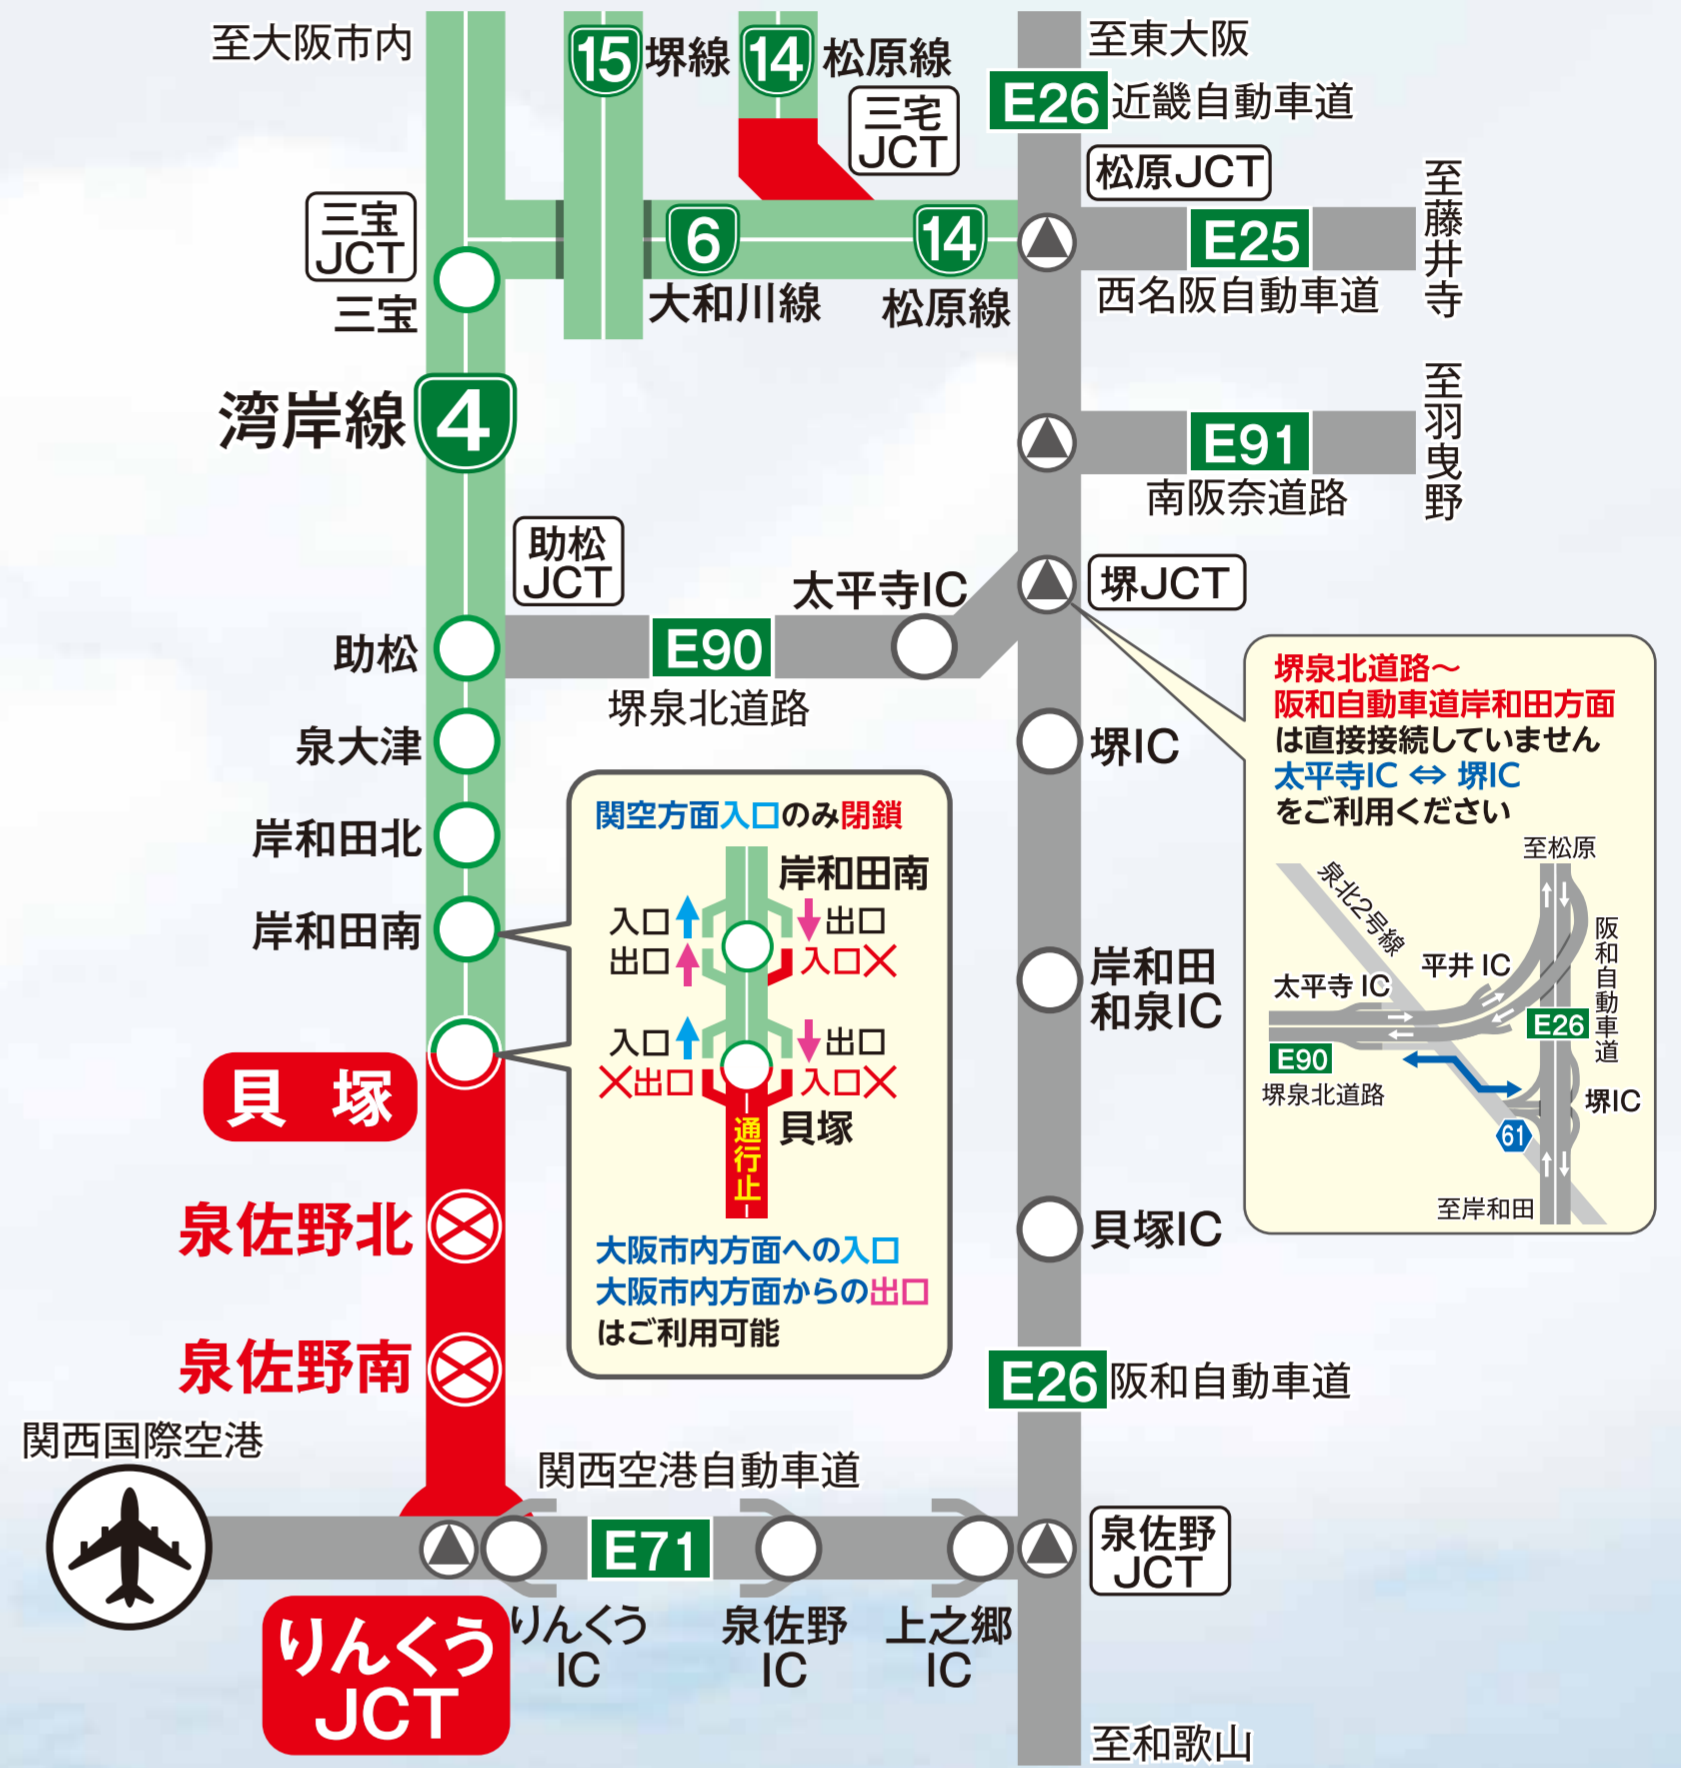 至大阪市内
15
堺線
14
松原線
至東大阪
E26
近畿自動車道
三宅
JCT
松原JCT
至藤井寺
三宝
JCT
6
14
E25
三宝
大和川線
松原線
西名阪自動車道
湾岸線
4
E91
至羽曳野
南阪奈道路
助松
JCT
太平寺IC
堺JCT
助松
E90
堺泉北道路
泉大津
堺IC
岸和田北
岸和田南
岸和田
和泉IC
貝塚
貝塚IC
泉佐野北
泉佐野南
E26
阪和自動車道
関西国際空港
関西空港自動車道
E71
泉佐野
JCT
りんくう
JCT
りんくう
IC
泉佐野
IC
上之郷
IC
至和歌山
関空方面入口のみ閉鎖
岸和田南
入口
出口
出口
入口
入口
出口
出口
入口
貝塚
通行止
大阪市内方面への入口
大阪市内方面からの出口
はご利用可能
堺泉北道路～
阪和自動車道岸和田方面
は直接接続していません
太平寺IC ⇔ 堺IC
をご利用ください
至松原
泉北2号線
阪和自動車道
平井 IC
太平寺 IC
E26
E90
堺泉北道路
堺IC
61
至岸和田